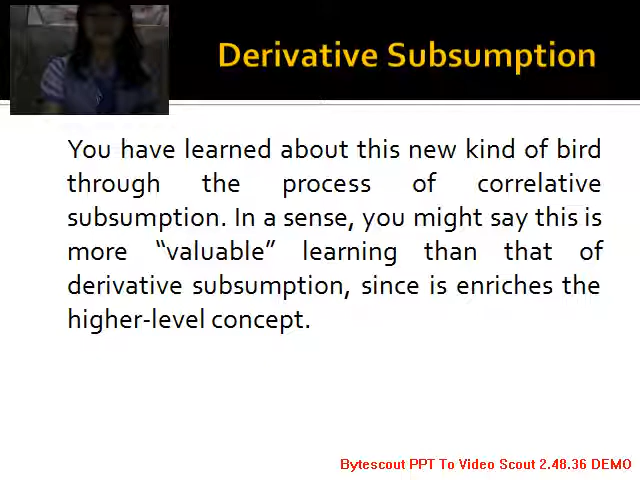 Derivative Subsumption
You have learned about this new kind of bird
through the process of correlative
subsumption. In a sense, you might say this is
more “valuable” learning than that of
derivative subsumption, since is enriches the
higher-level concept.
Bytescout PPT To Video Scout 2.48.36 DEMO